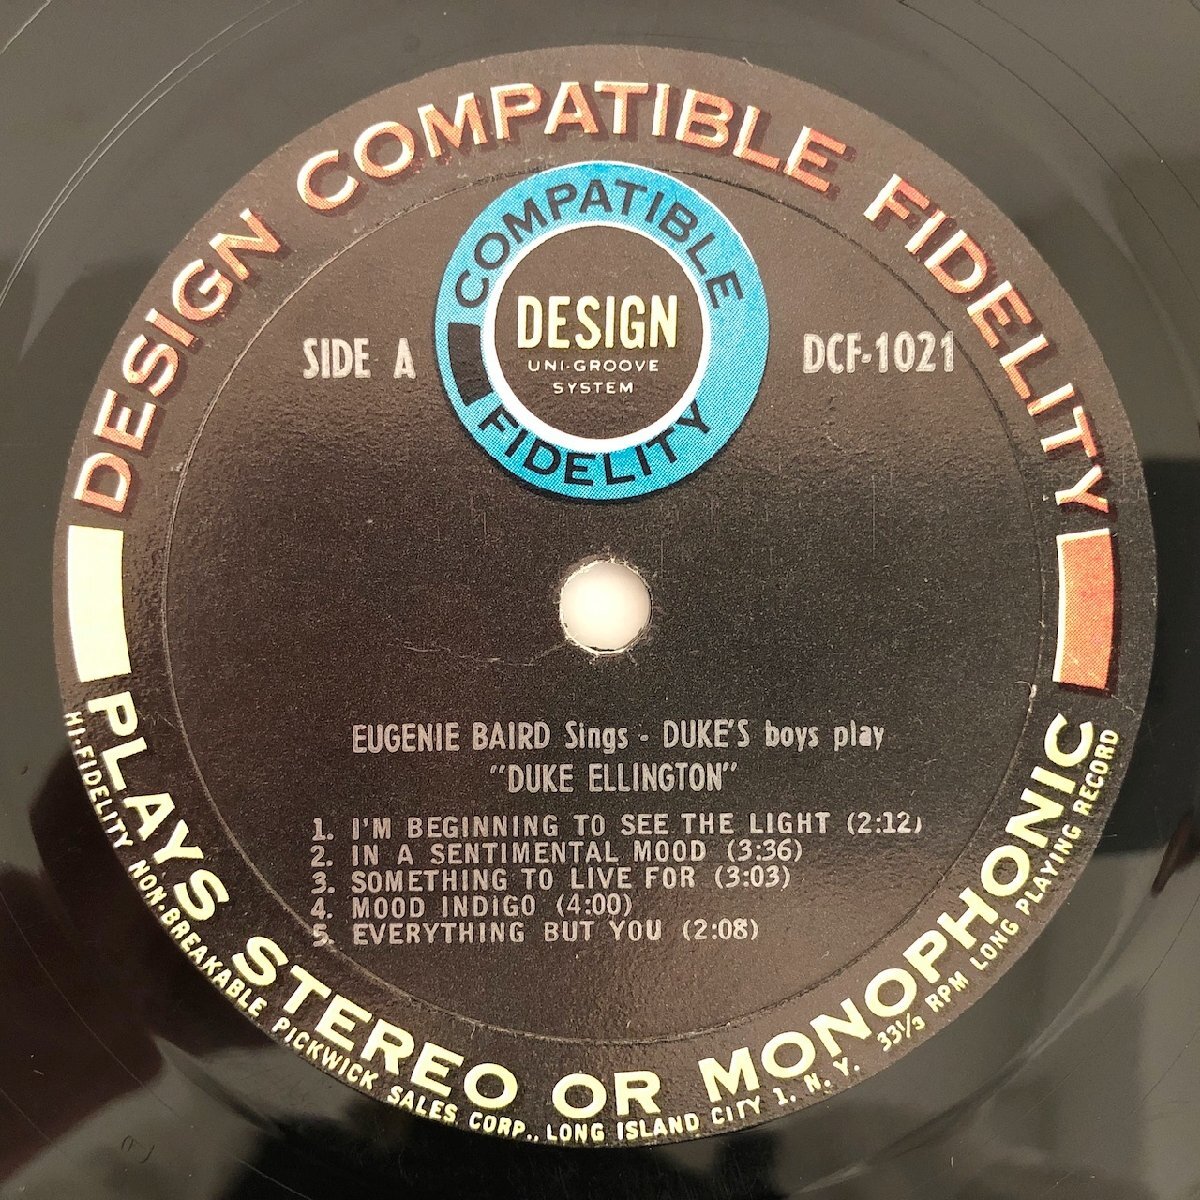 DESIGN COMPATIBLE FIDELITY
COMPATIBLE
FIDELITY
DESIGN
UNI-GROOVE
SYSTEM
SIDE A
DCF-1021
EUGENIE BAIRD Sings - DUKE'S boys play
"DUKE ELLINGTON"
1. I'M BEGINNING TO SEE THE LIGHT (2:12)
2. IN A SENTIMENTAL MOOD (3:36)
3. SOMETHING TO LIVE FOR (3:03)
4. MOOD INDIGO (4:00)
5. EVERYTHING BUT YOU (2:08)
PLAYS STEREO OR MONOPHONIC
HI-FIDELITY NON-BREAKABLE PICKWICK SALES CORP., LONG ISLAND CITY 1, N. Y. 33 1/3 RPM LONG PLAYING RECORD